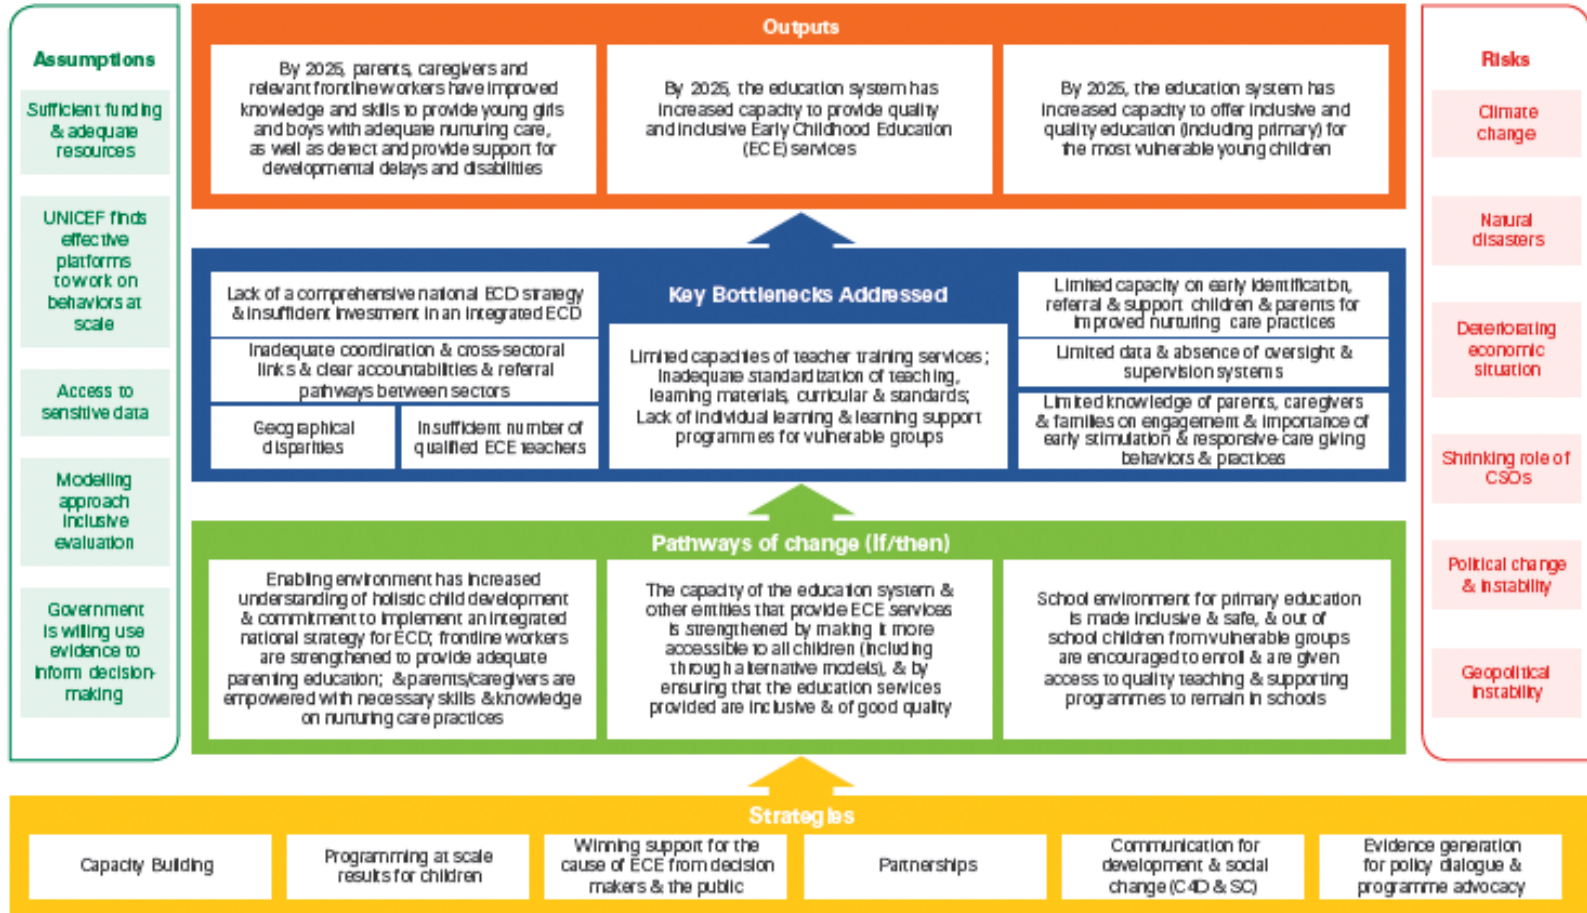 Assumptions
Sufficient funding
& adequate
resources
UNICEF finds
effective
platforms
to work on
behaviors at
scale
Access to
sensitive data
Modelling
approach
inclusive
evaluation
Government
is willing use
evidence to
inform decision-
making
Outputs
By 2025, parents, caregivers and
relevant frontline workers have improved
knowledge and skills to provide young girls
and boys with adequate nurturing care,
as well as detect and provide support for
developmental delays and disabilities
By 2025, the education system has
increased capacity to provide quality
and inclusive Early Childhood Education
(ECE) services
By 2025, the education system has
increased capacity to offer inclusive and
quality education (including primary) for
the most vulnerable young children
Key Bottlenecks Addressed
Lack of a comprehensive national ECD strategy
& insufficient investment in an integrated ECD
Inadequate coordination & cross-sectoral
links & clear accountabilities & referral
pathways between sectors
Geographical
disparities
Insufficient number of
qualified ECE teachers
Limited capacities of teacher training services;
Inadequate standardization of teaching,
learning materials, curricular & standards;
Lack of individual learning & learning support
programmes for vulnerable groups
Limited capacity on early identification,
referral & support children & parents for
improved nurturing care practices
Limited data & absence of oversight &
supervision systems
Limited knowledge of parents, caregivers
& families on engagement & importance of
early stimulation & responsive-care giving
behaviors & practices
Pathways of change (If/then)
Enabling environment has increased
understanding of holistic child development
& commitment to implement an integrated
national strategy for ECD; frontline workers
are strengthened to provide adequate
parenting education; & parents/caregivers are
empowered with necessary skills & knowledge
on nurturing care practices
The capacity of the education system &
other entities that provide ECE services
is strengthened by making it more
accessible to all children (including
through alternative models), & by
ensuring that the education services
provided are inclusive & of good quality
School environment for primary education
is made inclusive & safe, & out of
school children from vulnerable groups
are encouraged to enroll & are given
access to quality teaching & supporting
programmes to remain in schools
Risks
Climate
change
Natural
disasters
Deteriorating
economic
situation
Shrinking role of
CSOs
Political change
& instability
Geopolitical
instability
Strategies
Capacity Building
Programming at scale
results for children
Winning support for the
cause of ECE from decision
makers & the public
Partnerships
Communication for
development & social
change (C4D & SC)
Evidence generation
for policy dialogue &
programme advocacy